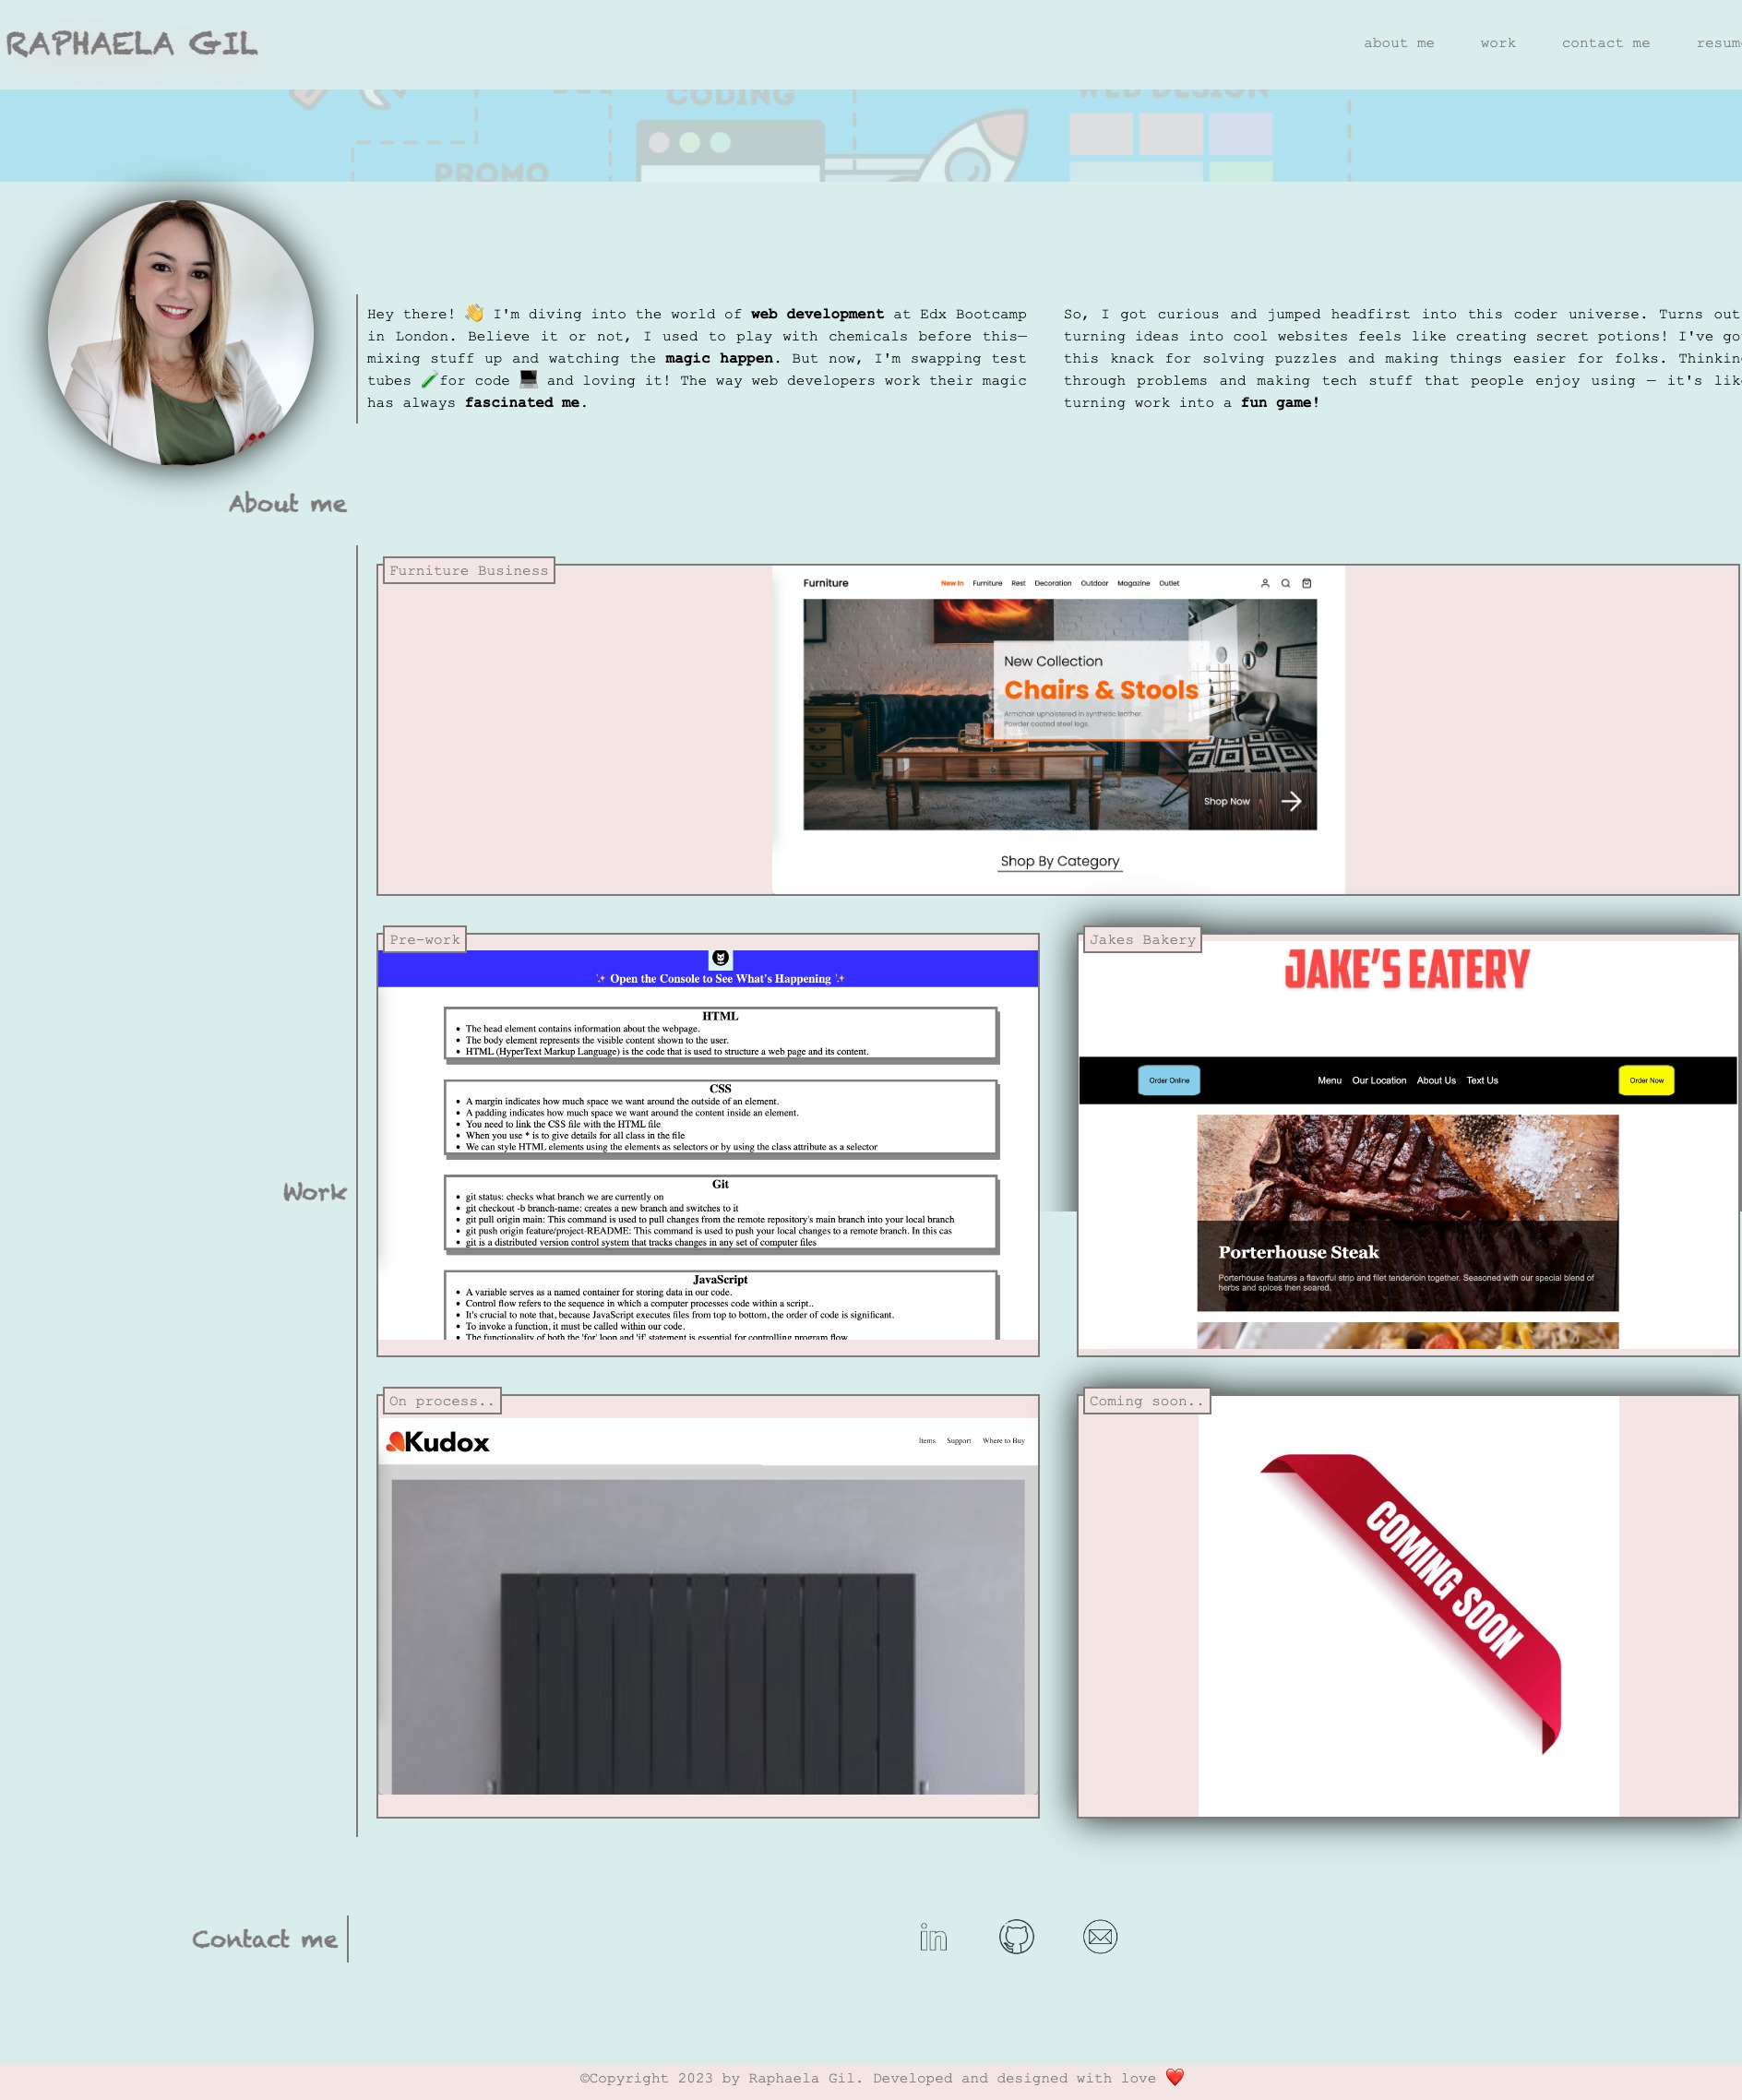 RAPHAELA GIL
about me work contact me
CODING
WEB DESIGN
PROMO
Hey there! 👋 I'm diving into the world of web development at Edx Bootcamp
in London. Believe it or not, I used to play with chemicals before this—
mixing stuff up and watching the magic happen. But now, I'm swapping test
tubes 🧪for code 💻 and loving it! The way web developers work their magic
has always fascinated me.
So, I got curious and jumped headfirst into this coder universe. Turns out
turning ideas into cool websites feels like creating secret potions! I've
this knack for solving puzzles and making things easier for folks.
through problems and making tech stuff that people enjoy using — it's
turning work into a fun game!
About me
Furniture Business
Furniture
New In Furniture Rest Decoration Outdoor Magazine Outlet
New Collection
Chairs & Stools
Armchair upholstered in synthetic leather.
Powder coated steel legs.
Shop Now
Shop By Category
Work
Pre-work
✨ Open the Console to See What's Happening ✨
HTML
• The head element contains information about the webpage.
• The body element represents the visible content shown to the user.
• HTML (HyperText Markup Language) is the code that is used to structure a web page and its content.
CSS
• A margin indicates how much space we want around the outside of an element.
• A padding indicates how much space we want around the content inside an element.
• You need to link the CSS file with the HTML file
• When you use * is to give details for all class in the file
• We can style HTML elements using the elements as selectors or by using the class attribute as a selector
Git
• git status: checks what branch we are currently on
• git checkout -b branch-name: creates a new branch and switches to it
• git pull origin main: This command is used to pull changes from the remote repository's main branch into your local branch
• git push origin feature/project-README: This command is used to push your local changes to a remote branch. In this cas
• git is a distributed version control system that tracks changes in any set of computer files
JavaScript
• A variable serves as a named container for storing data in our code.
• Control flow refers to the sequence in which a computer processes code within a script..
• It's crucial to note that, because JavaScript executes files from top to bottom, the order of code is significant.
• To invoke a function, it must be called within our code.
• The functionality of both the 'for' loop and 'if' statement is essential for controlling program flow
Jakes Bakery
JAKE'S EATERY
Order Online Menu Our Location About Us Text Us Order Now
Porterhouse Steak
Porterhouse features a flavorful strip and filet tenderloin together. Seasoned with our special blend of
herbs and spices then seared.
On process..
Kudox
Items Support Where to Buy
Coming soon..
COMING SOON
Contact me
in
©Copyright 2023 by Raphaela Gil. Developed and designed with love ❤️